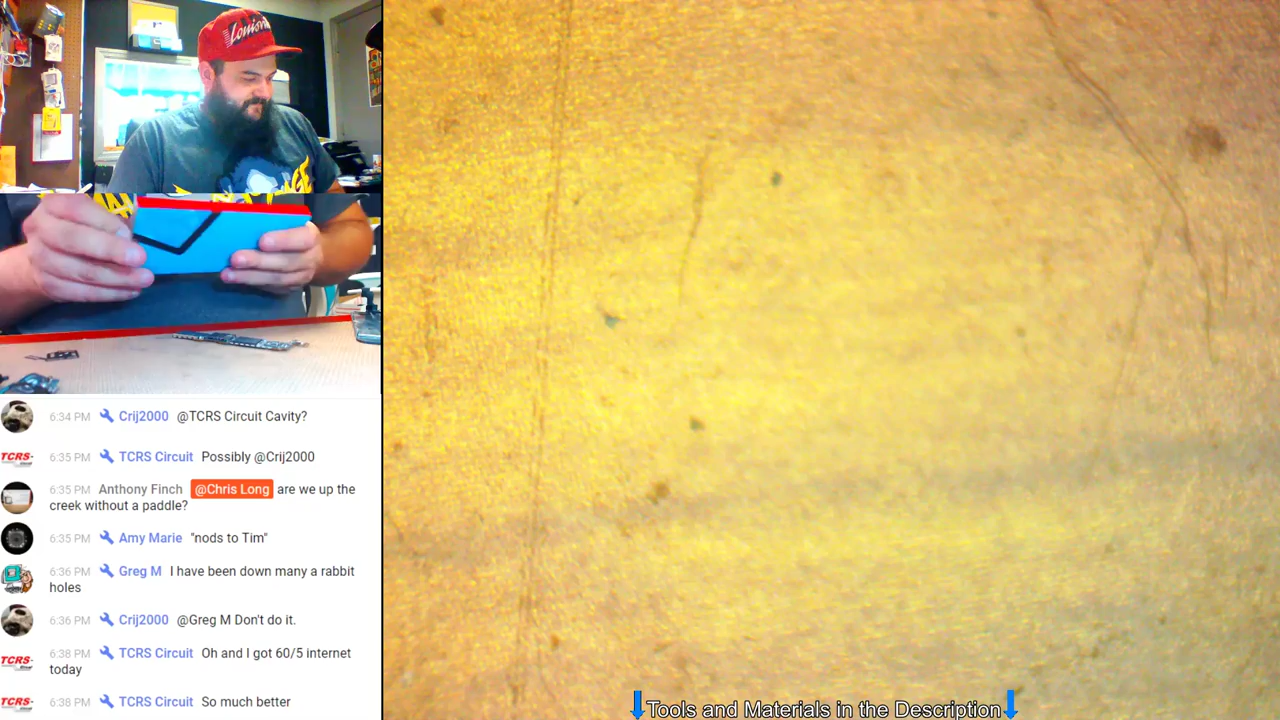 Louisville
6:34 PM Crij2000 @TCRS Circuit Cavity?
TCRS-
6:35 PM TCRS Circuit Possibly @Crij2000
6:35 PM Anthony Finch @Chris Long are we up the
creek without a paddle?
6:35 PM Amy Marie "nods to Tim"
6:36 PM Greg M I have been down many a rabbit
holes
6:36 PM Crij2000 @Greg M Don't do it.
TCRS-
6:38 PM TCRS Circuit Oh and I got 60/5 internet
today
TCRS-
6:38 PM TCRS Circuit So much better
Tools and Materials in the Description